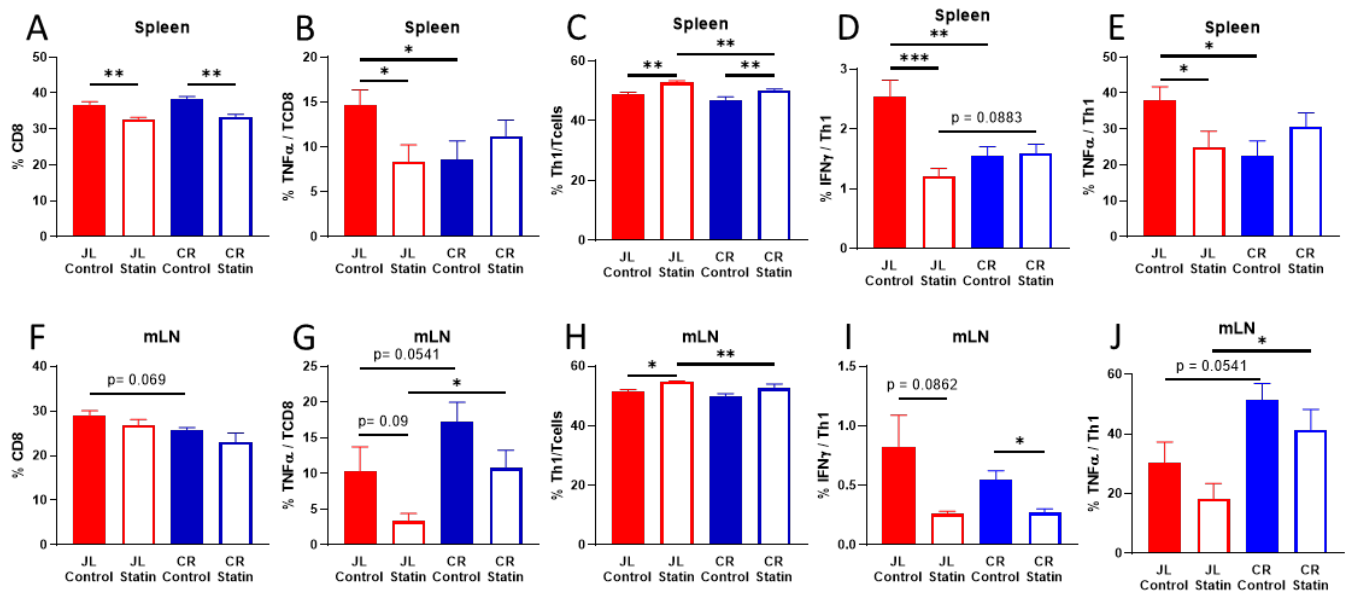 A
Spleen
% CD8
50
40
30
20
10
0
**
**
JL
Control
JL
Statin
CR
Control
CR
Statin
B
Spleen
% TNFα / TCD8
20
15
10
5
0
*
*
JL
Control
JL
Statin
CR
Control
CR
Statin
C
Spleen
% Th1/Tcells
60
40
20
0
**
**
**
JL
Control
JL
Statin
CR
Control
CR
Statin
D
Spleen
% IFNγ / Th1
3
2
1
0
**
***
p = 0.0883
JL
Control
JL
Statin
CR
Control
CR
Statin
E
Spleen
% TNFα / Th1
50
40
30
20
10
0
*
*
JL
Control
JL
Statin
CR
Control
CR
Statin
F
mLN
% CD8
40
30
20
10
0
p= 0.069
JL
Control
JL
Statin
CR
Control
CR
Statin
G
mLN
% TNFα / TCD8
25
20
15
10
5
0
p= 0.0541
*
p= 0.09
JL
Control
JL
Statin
CR
Control
CR
Statin
H
mLN
% Th1/Tcells
60
40
20
0
*
**
JL
Control
JL
Statin
CR
Control
CR
Statin
I
mLN
% IFNγ / Th1
1.5
1.0
0.5
0.0
p = 0.0862
*
JL
Control
JL
Statin
CR
Control
CR
Statin
J
mLN
% TNFα / Th1
60
40
20
0
*
p = 0.0541
JL
Control
JL
Statin
CR
Control
CR
Statin